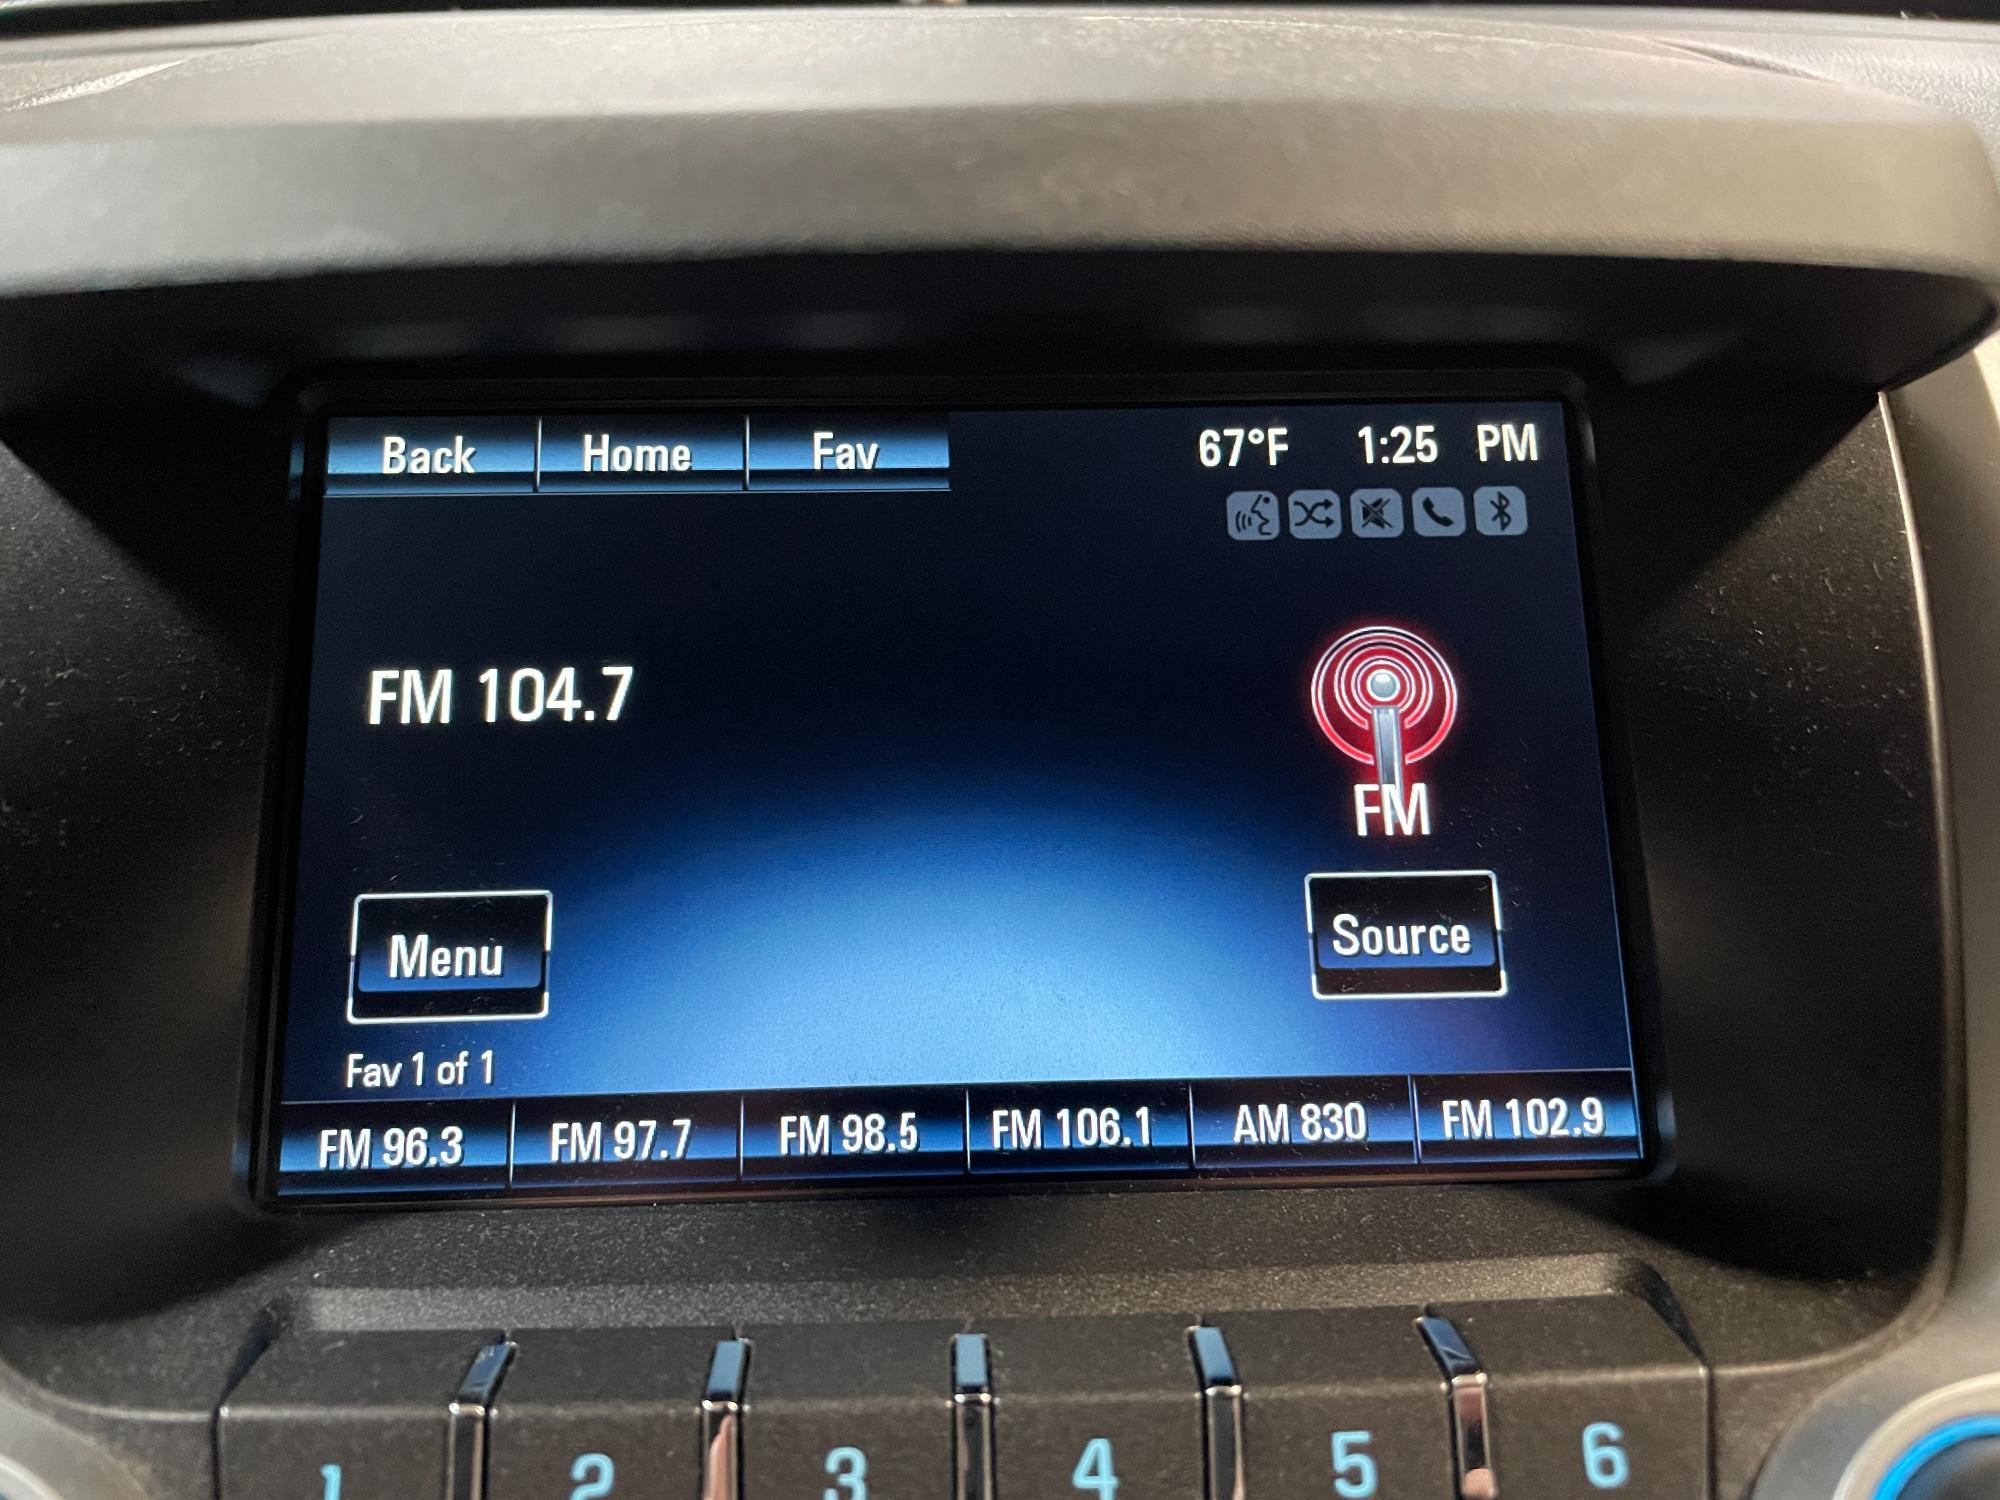 Back Home Fav 67°F 1:25 PM
FM 104.7
FM
Menu Source
Fav 1 of 1
FM 96.3 FM 97.7 FM 98.5 FM 106.1 AM 830 FM 102.9
1 2 3 4 5 6